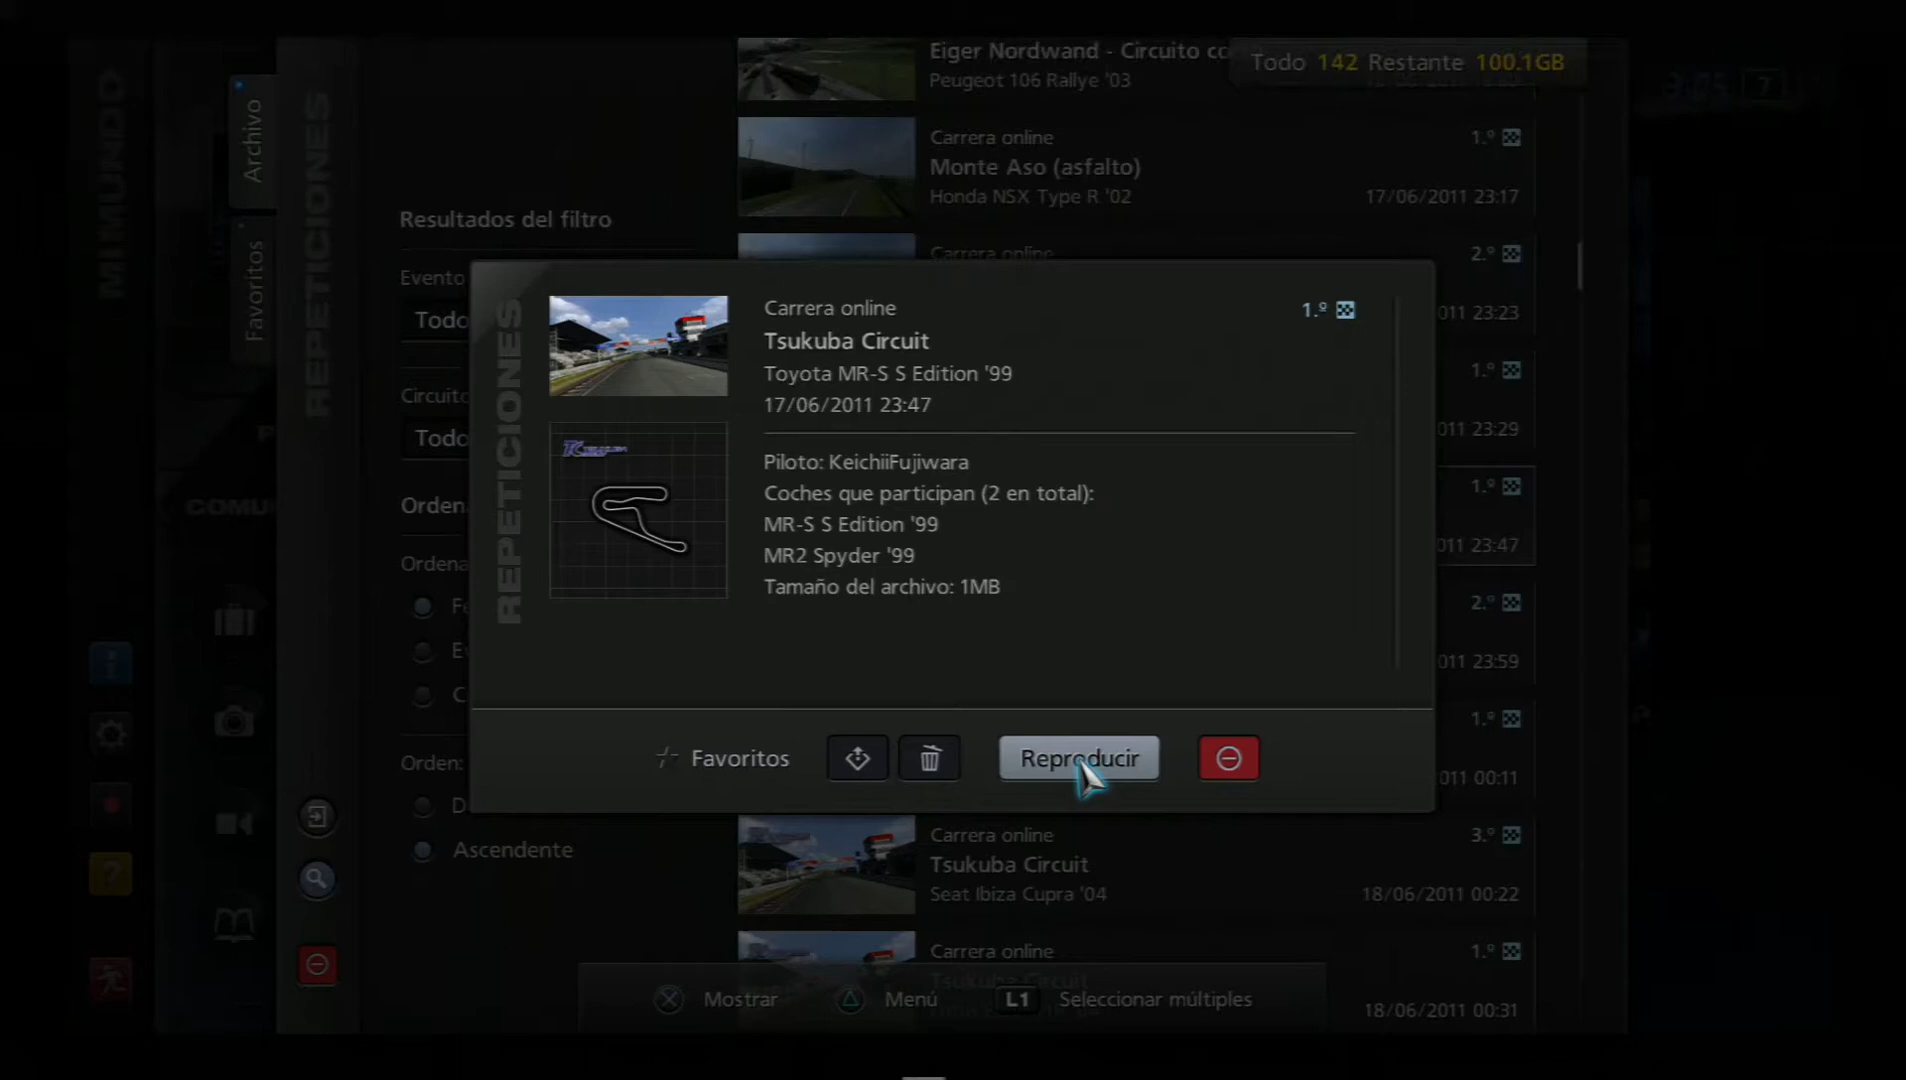 Eiger Nordwand - Circuito co
Todo 142 Restante 100.1GB
Peugeot 106 Rallye '03
MI MUNDO
Archivo
REPETICIONES
Favoritos
Carrera online
1.º
Monte Aso (asfalto)
Honda NSX Type R '02
17/06/2011 23:17
Resultados del filtro
Carrera online
2.º
Evento
Todo
011 23:23
Circuito
Todo
1.º
011 23:29
Ordena
1.º
011 23:47
2.º
011 23:59
1.º
011 00:11
Orden:
Ascendente
REPETICIONES
Carrera online
1.º
Tsukuba Circuit
Toyota MR-S S Edition '99
17/06/2011 23:47
Piloto: KeichiiFujiwara
Coches que participan (2 en total):
MR-S S Edition '99
MR2 Spyder '99
Tamaño del archivo: 1MB
Favoritos
Reproducir
Carrera online
3.º
Tsukuba Circuit
Seat Ibiza Cupra '04
18/06/2011 00:22
Carrera online
1.º
Tsukuba Circuit
18/06/2011 00:31
Mostrar
Menú
L1 Seleccionar múltiples